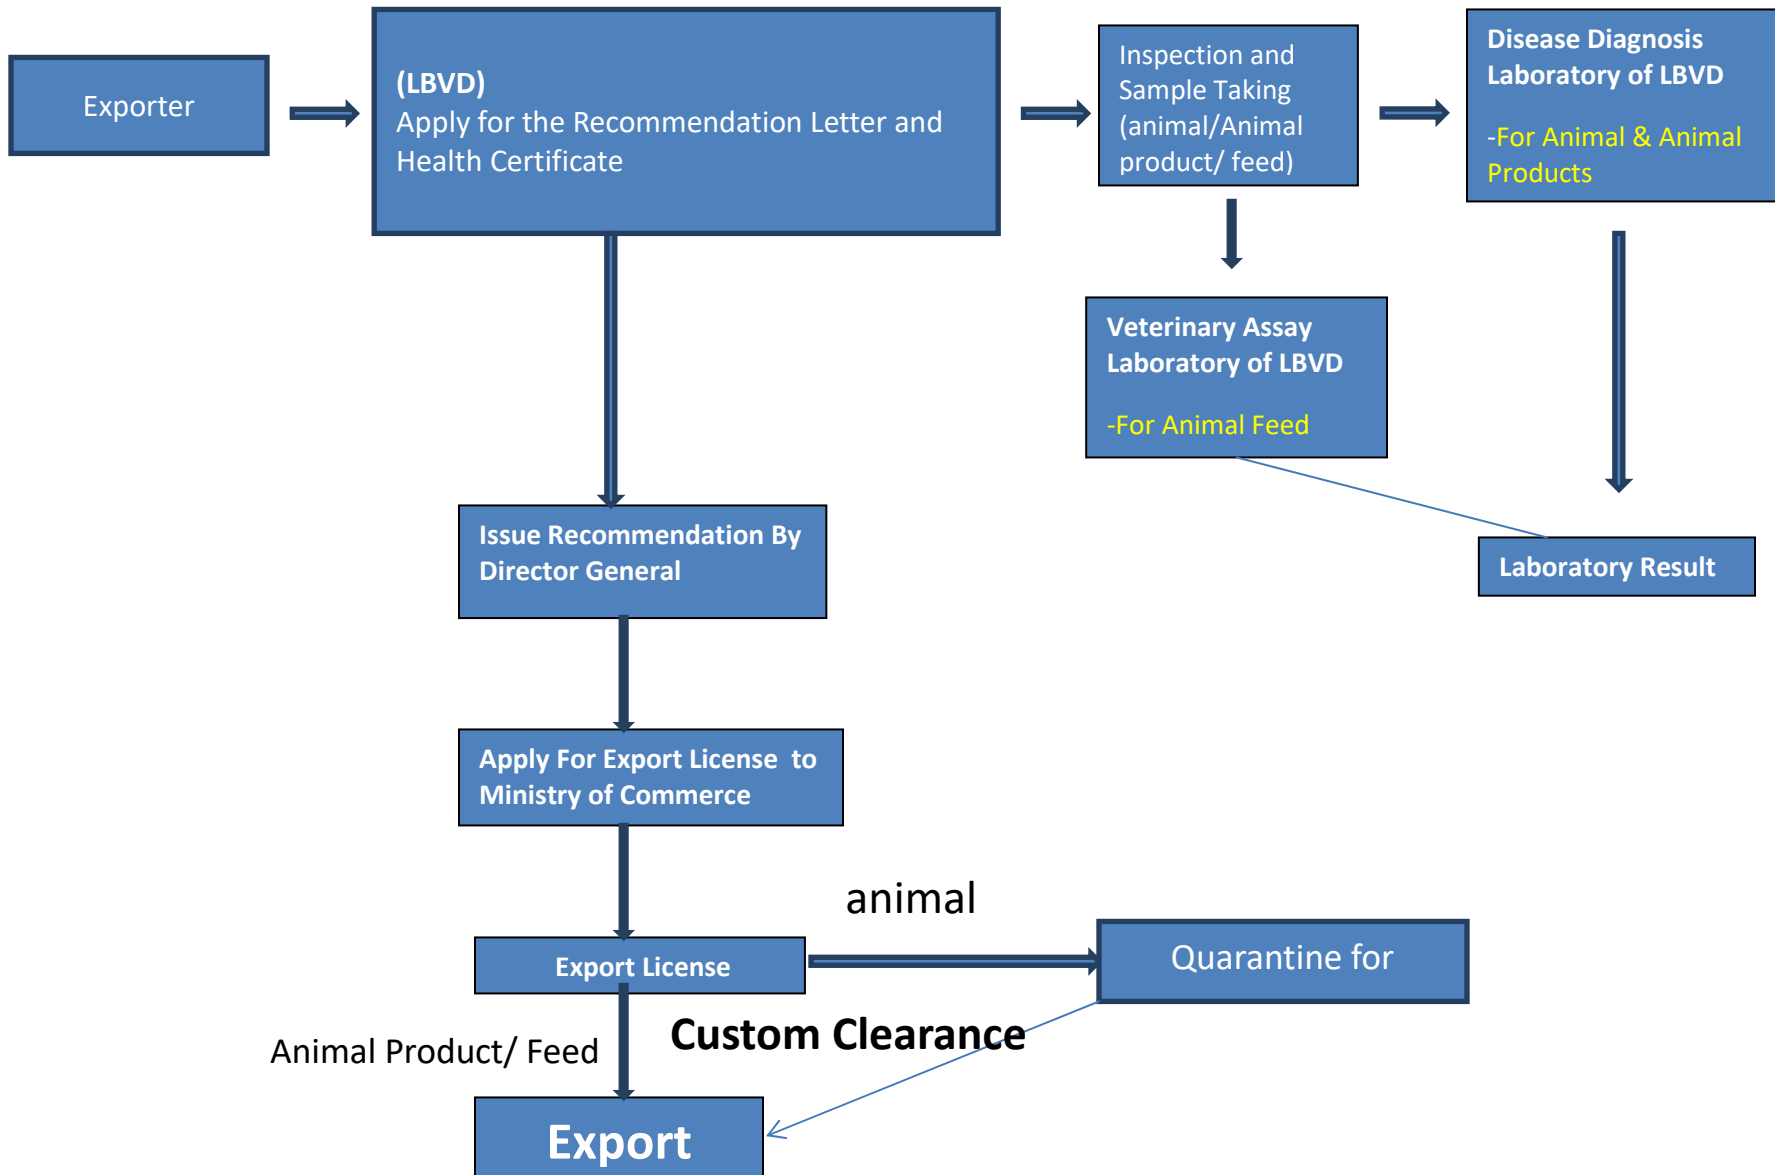 Exporter
(LBVD)
Apply for the Recommendation Letter and
Health Certificate
Inspection and
Sample Taking
(animal/Animal
product/ feed)
Disease Diagnosis
Laboratory of LBVD
-For Animal & Animal
Products
Veterinary Assay
Laboratory of LBVD
-For Animal Feed
Issue Recommendation By
Director General
Laboratory Result
Apply For Export License to
Ministry of Commerce
animal
Export License
Quarantine for
Custom Clearance
Animal Product/ Feed
Export